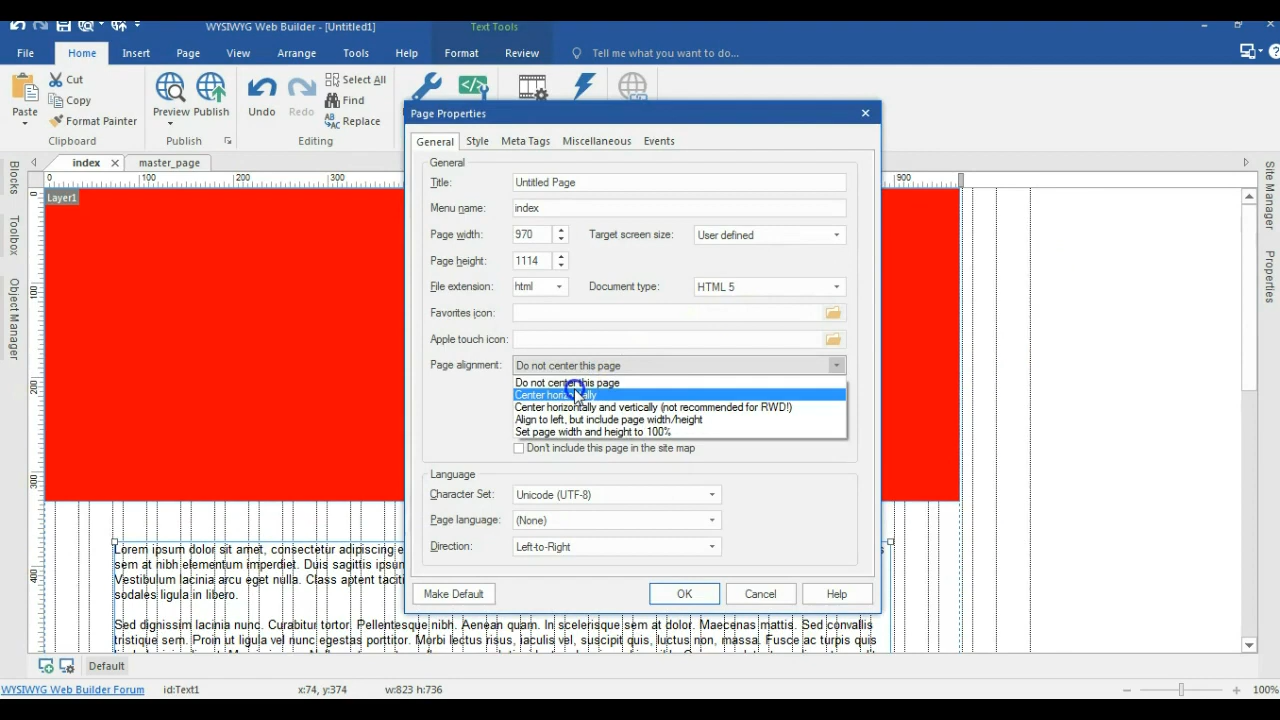 WYSIWYG Web Builder - [Untitled1]
Text Tools
File
Home
Insert
Page
View
Arrange
Tools
Help
Format
Review
Tell me what you want to do...
Paste
Cut
Copy
Format Painter
Clipboard
Preview
Publish
Publish
Undo
Redo
Select All
Find
Replace
Editing
index
master_page
Blocks
Toolbox
Object Manager
Site Manager
Properties
0
100
200
300
900
0
100
200
300
400
Layer1
Page Properties
General
Style
Meta Tags
Miscellaneous
Events
General
Title:
Untitled Page
Menu name:
index
Page width:
970
Target screen size:
User defined
Page height:
1114
File extension:
html
Document type:
HTML 5
Favorites icon:
Apple touch icon:
Page alignment:
Do not center this page
Do not center this page
Center horizontally
Center horizontally and vertically (not recommended for RWD!)
Align to left, but include page width/height
Set page width and height to 100%
Don't include this page in the site map
Language
Character Set:
Unicode (UTF-8)
Page language:
(None)
Direction:
Left-to-Right
Make Default
OK
Cancel
Help
Lorem ipsum dolor sit amet, consectetur adipiscing e
sem at nibh elementum imperdiet. Duis sagittis ipsum
Vestibulum lacinia arcu eget nulla. Class aptent tacit
sodales ligula in libero.
Sed dignissim lacinia nunc. Curabitur tortor. Pellentesque nibh. Aenean quam. In scelerisque sem at dolor. Maecenas mattis. Sed convallis
tristique sem. Proin ut ligula vel nunc egestas porttitor. Morbi lectus risus, iaculis vel, suscipit quis, luctus non, massa. Fusce ac turpis quis
Default
WYSIWYG Web Builder Forum
id:Text1
x:74, y:374
w:823 h:736
100%